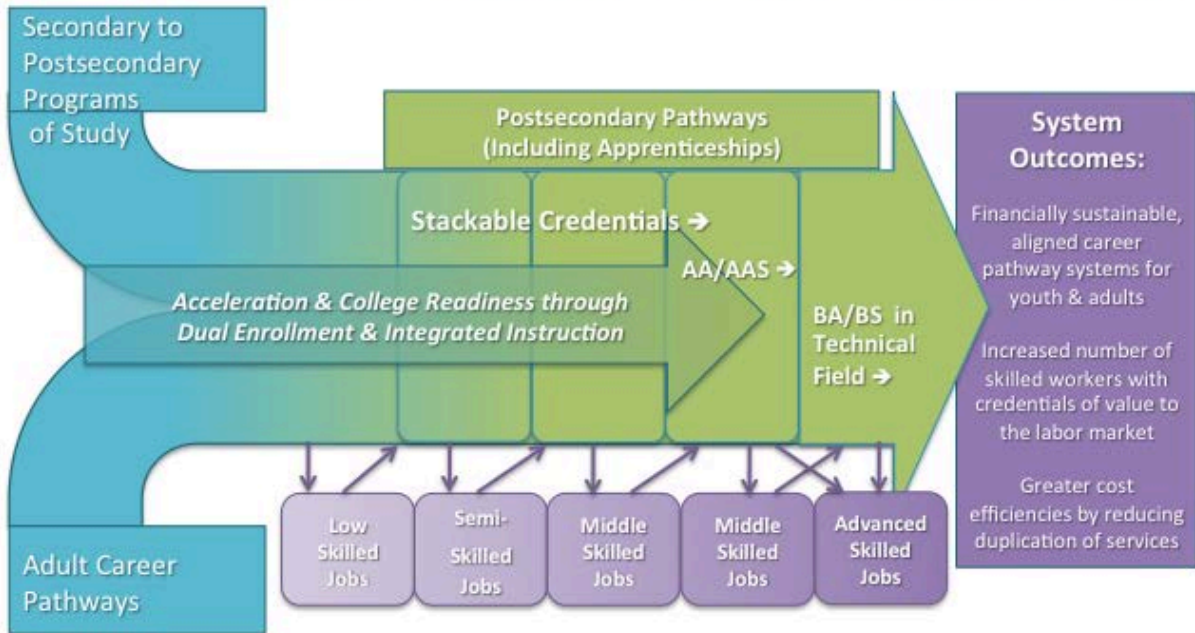 Secondary to
Postsecondary
Programs
of Study
Postsecondary Pathways
(Including Apprenticeships)
Stackable Credentials →
AA/AAS →
BA/BS in
Technical
Field →
Acceleration & College Readiness through
Dual Enrollment & Integrated Instruction
Adult Career
Pathways
Low
Skilled
Jobs
Semi-
Skilled
Jobs
Middle
Skilled
Jobs
Middle
Skilled
Jobs
Advanced
Skilled
Jobs
System
Outcomes:
Financially sustainable,
aligned career
pathway systems for
youth & adults
Increased number of
skilled workers with
credentials of value to
the labor market
Greater cost
efficiencies by reducing
duplication of services